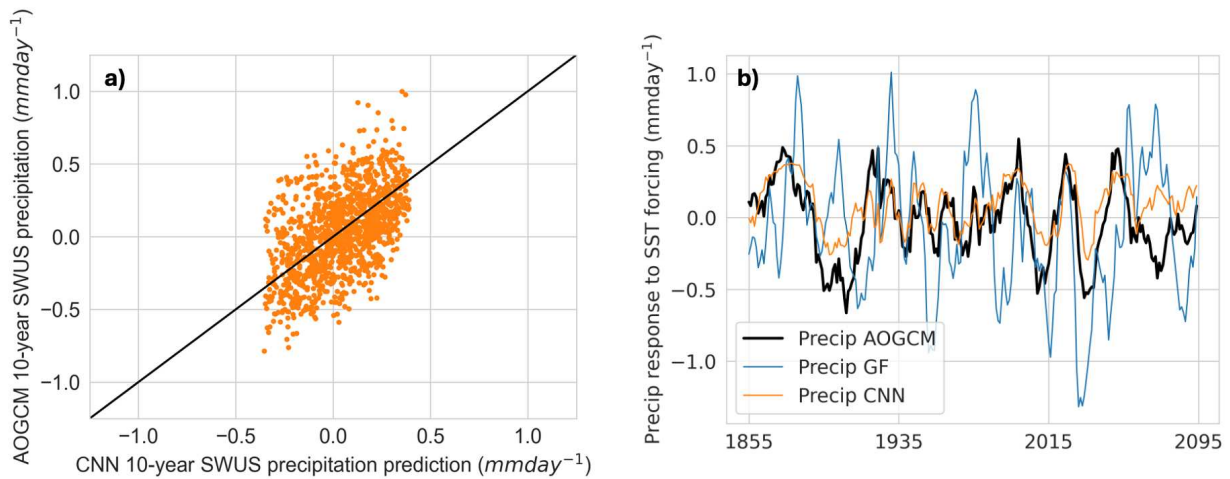 a)
AOGCM 10-year SWUS precipitation (mmday⁻¹)
1.0
0.5
0.0
−0.5
−1.0
−1.0 −0.5 0.0 0.5 1.0
CNN 10-year SWUS precipitation prediction (mmday⁻¹)
b)
Precip response to SST forcing (mmday⁻¹)
1.0
0.5
0.0
−0.5
−1.0
Precip AOGCM
Precip GF
Precip CNN
1855 1935 2015 2095